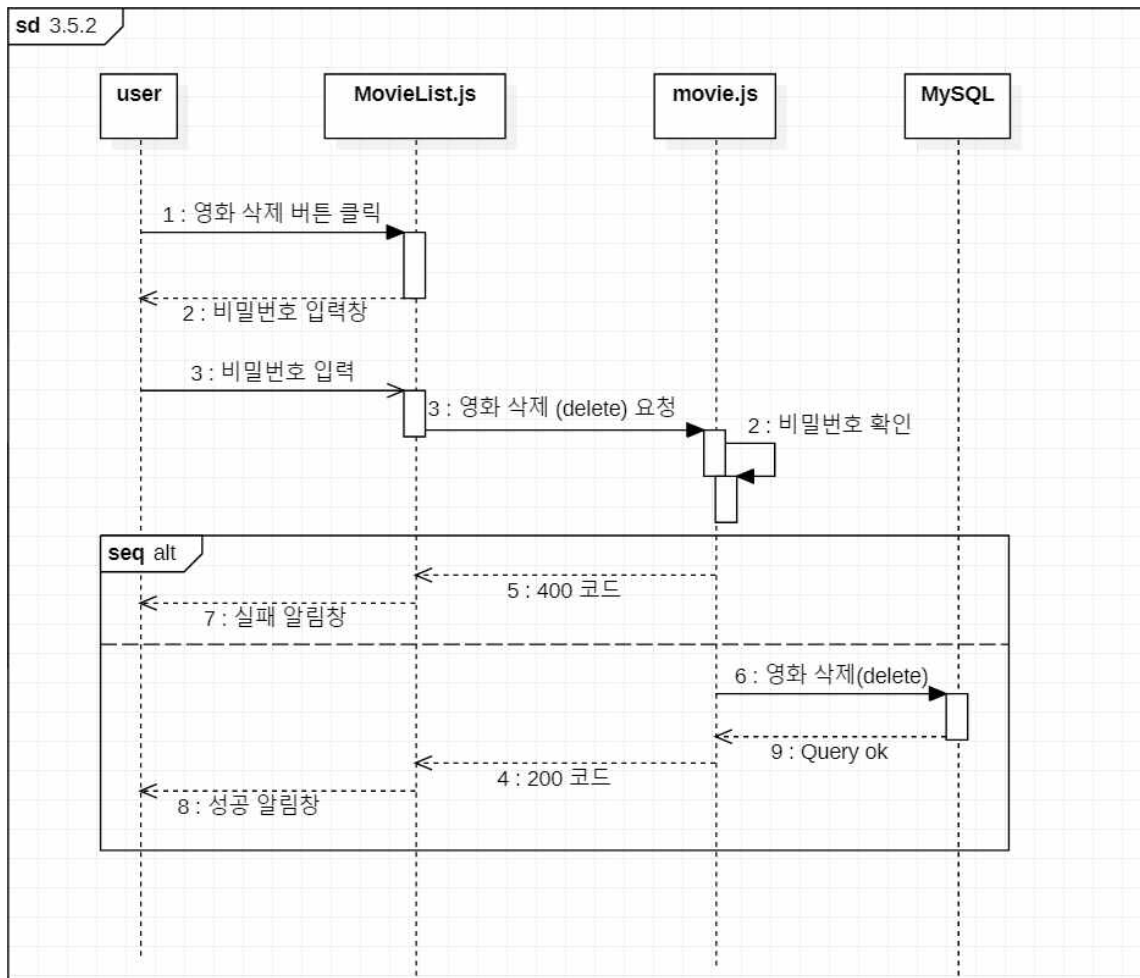 sd 3.5.2
user
MovieList.js
movie.js
MySQL
1 : 영화 삭제 버튼 클릭
2 : 비밀번호 입력창
3 : 비밀번호 입력
3 : 영화 삭제 (delete) 요청
2 : 비밀번호 확인
seq alt
5 : 400 코드
7 : 실패 알림창
6 : 영화 삭제(delete)
9 : Query ok
4 : 200 코드
8 : 성공 알림창